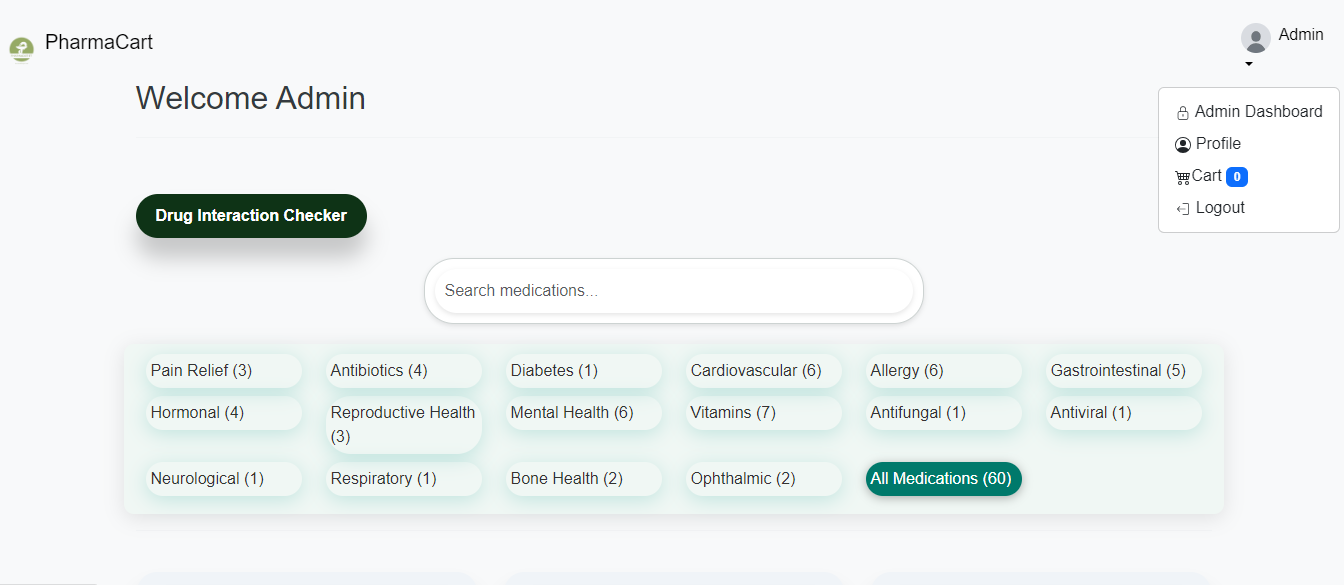 PharmaCart
Admin
Welcome Admin
Admin Dashboard
Profile
Cart 0
Logout
Drug Interaction Checker
Search medications...
Pain Relief (3)
Antibiotics (4)
Diabetes (1)
Cardiovascular (6)
Allergy (6)
Gastrointestinal (5)
Hormonal (4)
Reproductive Health
(3)
Mental Health (6)
Vitamins (7)
Antifungal (1)
Antiviral (1)
Neurological (1)
Respiratory (1)
Bone Health (2)
Ophthalmic (2)
All Medications (60)